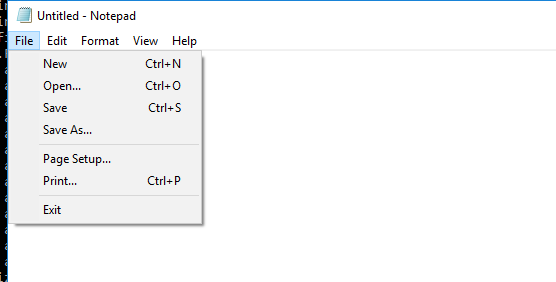 Untitled - Notepad
File Edit Format View Help
New Ctrl+N
Open... Ctrl+O
Save Ctrl+S
Save As...
Page Setup...
Print... Ctrl+P
Exit